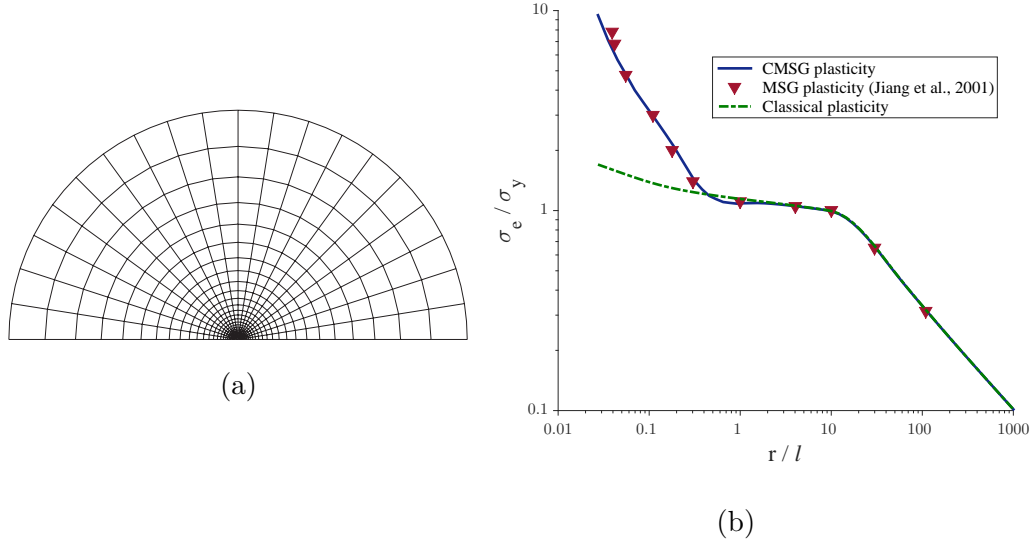 10
CMSG plasticity
MSG plasticity (Jiang et al., 2001)
Classical plasticity
σe / σy
1
0.1
0.01 0.1 1 10 100 1000
r / l
(a)
(b)